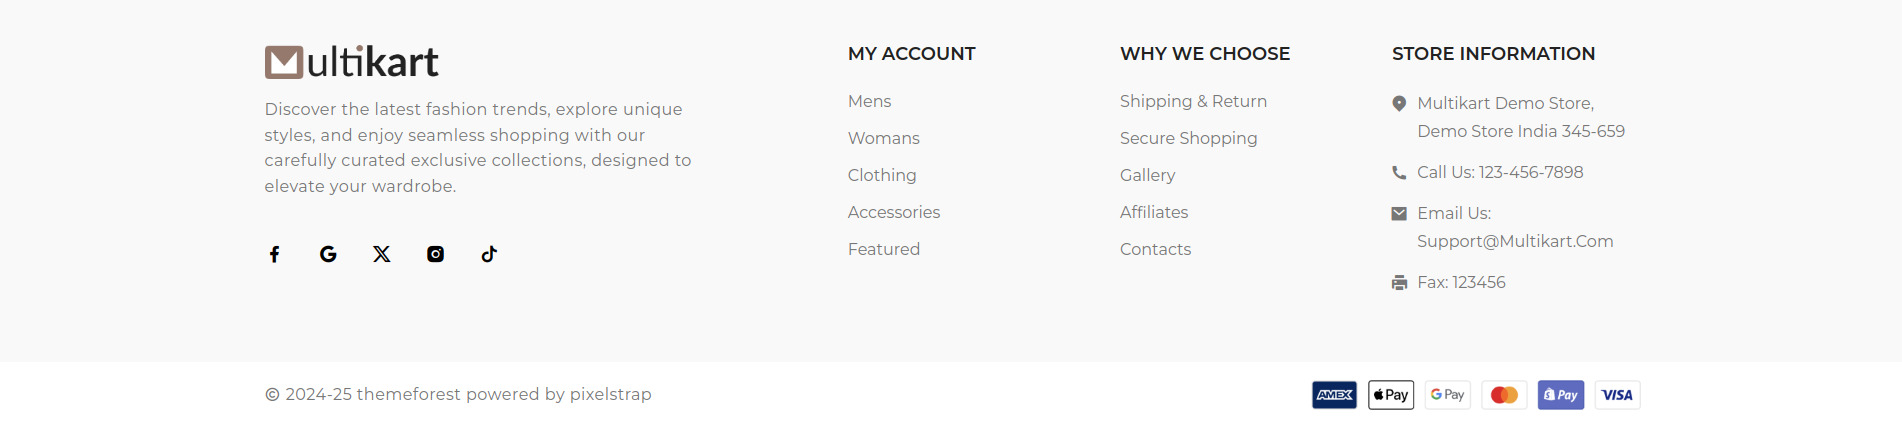 Multikart
Discover the latest fashion trends, explore unique
styles, and enjoy seamless shopping with our
carefully curated exclusive collections, designed to
elevate your wardrobe.
MY ACCOUNT
Mens
Womans
Clothing
Accessories
Featured
WHY WE CHOOSE
Shipping & Return
Secure Shopping
Gallery
Affiliates
Contacts
STORE INFORMATION
Multikart Demo Store,
Demo Store India 345-659
Call Us: 123-456-7898
Email Us:
Support@Multikart.Com
Fax: 123456
© 2024-25 themeforest powered by pixelstrap
AMEX
Pay
G Pay
Pay
VISA